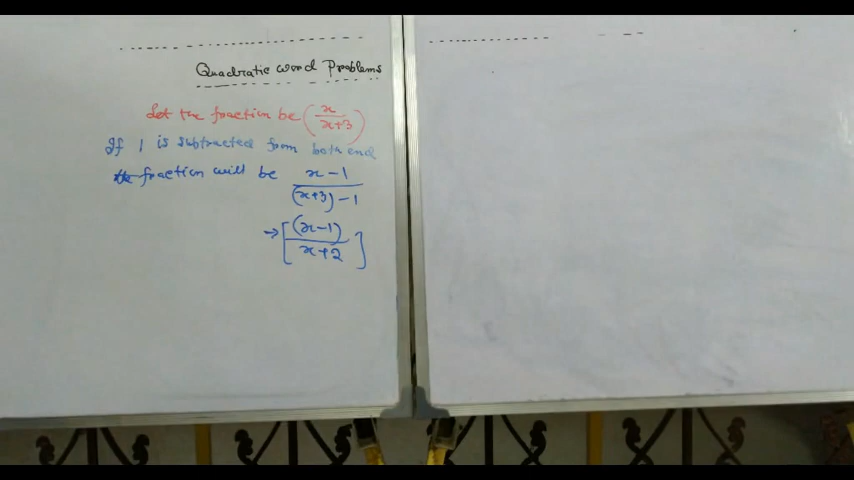 Quadratic word Problems
Let the fraction be (x/(x+3))
If 1 is subtracted from both end
fraction will be (x-1)/((x+3)-1)
→ [(x-1)/(x+2)]